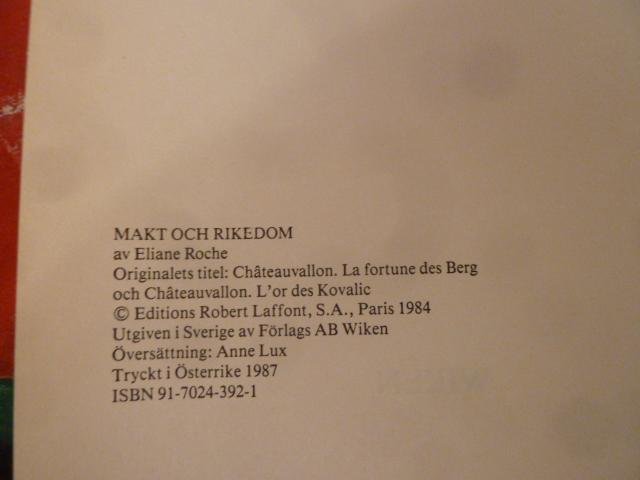 MAKT OCH RIKEDOM
av Eliane Roche
Originalets titel: Châteauvallon. La fortune des Berg
och Châteauvallon. L'or des Kovalic
© Editions Robert Laffont, S.A., Paris 1984
Utgiven i Sverige av Förlags AB Wiken
Översättning: Anne Lux
Tryckt i Österrike 1987
ISBN 91-7024-392-1